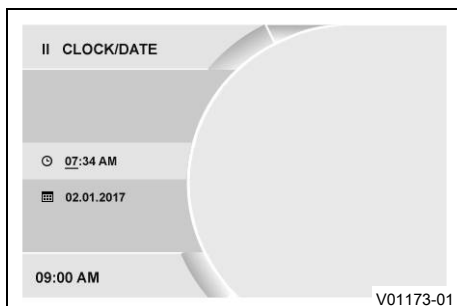 II CLOCK/DATE
07:34 AM
02.01.2017
09:00 AM
V01173-01